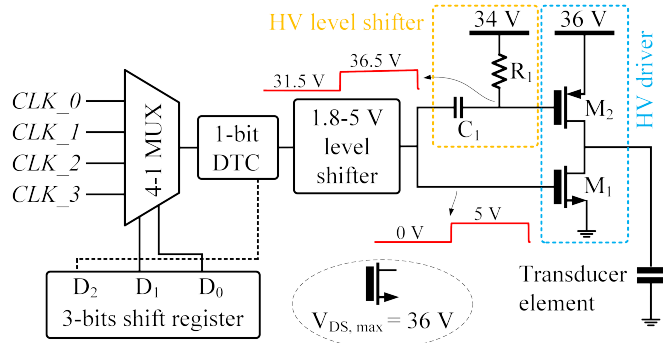 HV level shifter
34 V
36 V
36.5 V
31.5 V
R1
C1
M2
HV driver
CLK_0
CLK_1
CLK_2
CLK_3
4-1 MUX
1-bit
DTC
1.8-5 V
level
shifter
M1
5 V
0 V
D2
D1
D0
3-bits shift register
VDS, max = 36 V
Transducer
element